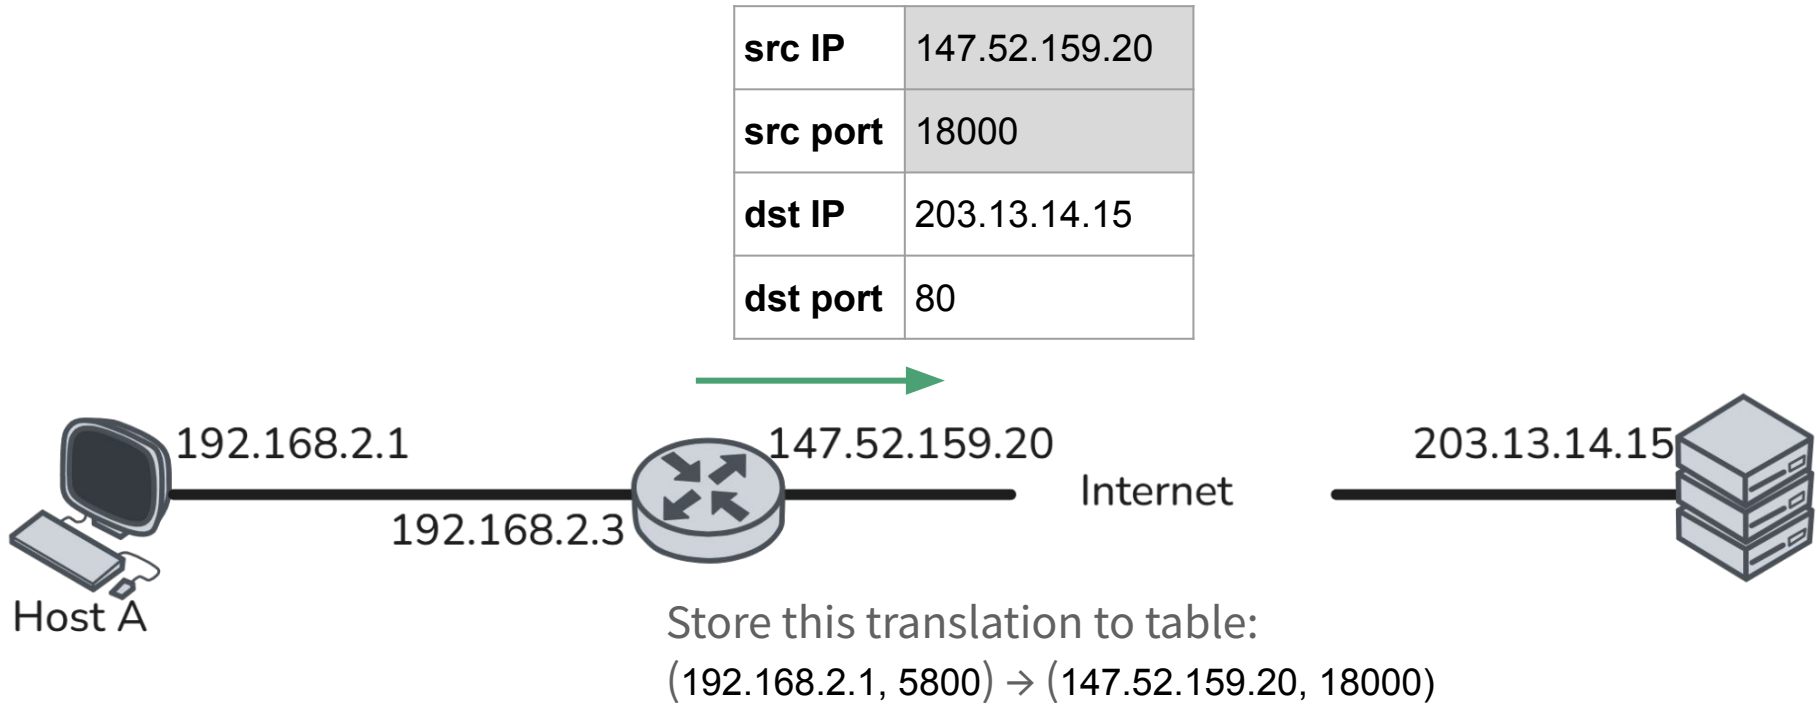 src IP 147.52.159.20
src port 18000
dst IP 203.13.14.15
dst port 80
192.168.2.1
147.52.159.20
203.13.14.15
Internet
192.168.2.3
Host A
Store this translation to table:
(192.168.2.1, 5800) → (147.52.159.20, 18000)